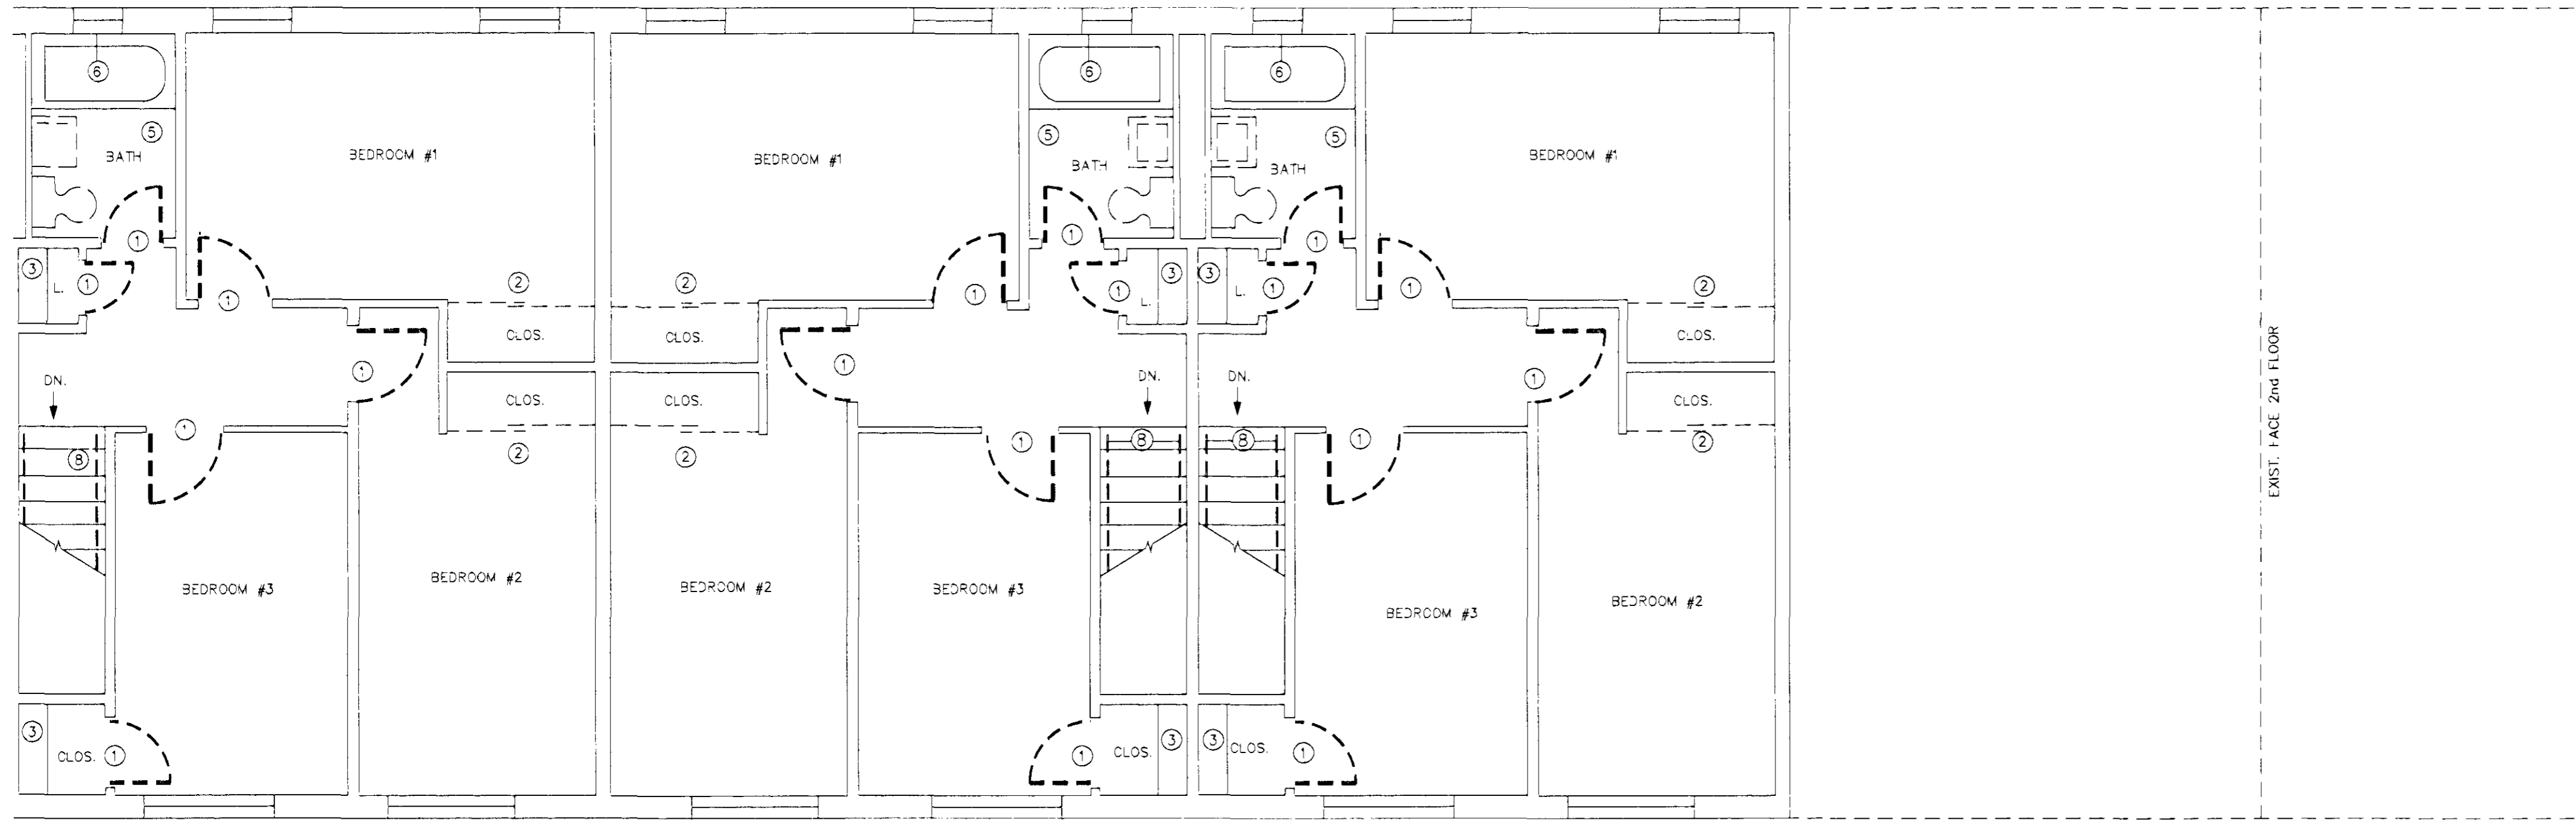 6
6
6
5
BATH
BEDROOM #1
BEDROOM #1
5
BATH
5
BATH
BEDROOM #1
1
1
1
3
L.
1
1
2
2
1
1
L.
3
3
L.
1
1
2
CLOS.
CLOS.
CLOS.
DN.
1
1
DN.
DN.
1
CLOS.
CLOS.
CLOS.
1
8
2
2
1
8
8
1
2
EXIST. FACE 2nd FLOOR
BEDROOM #3
BEDROOM #2
BEDROOM #2
BEDROOM #3
BEDROOM #3
BEDROOM #2
3
CLOS.
1
1
CLOS.
3
3
CLOS.
1